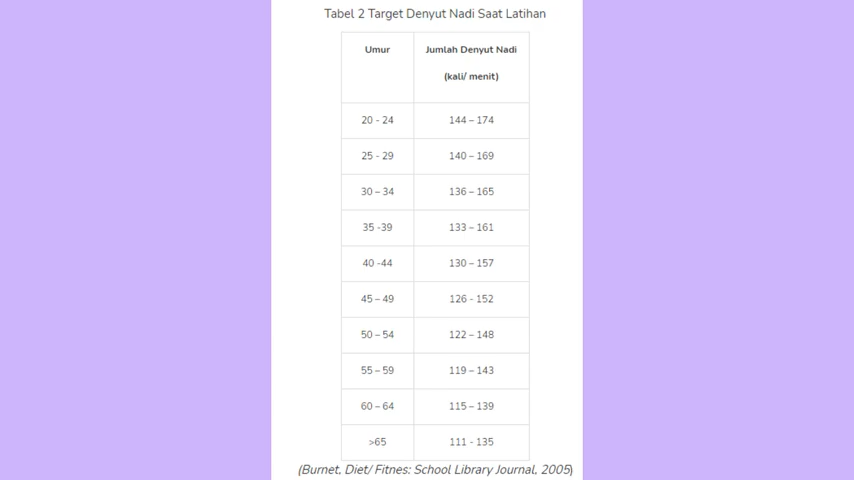 Tabel 2 Target Denyut Nadi Saat Latihan
Umur Jumlah Denyut Nadi
(kali/ menit)
20 - 24 144 – 174
25 - 29 140 – 169
30 – 34 136 – 165
35 -39 133 – 161
40 -44 130 – 157
45 – 49 126 - 152
50 – 54 122 – 148
55 – 59 119 – 143
60 – 64 115 – 139
>65 111 - 135
(Burnet, Diet/ Fitnes: School Library Journal, 2005)